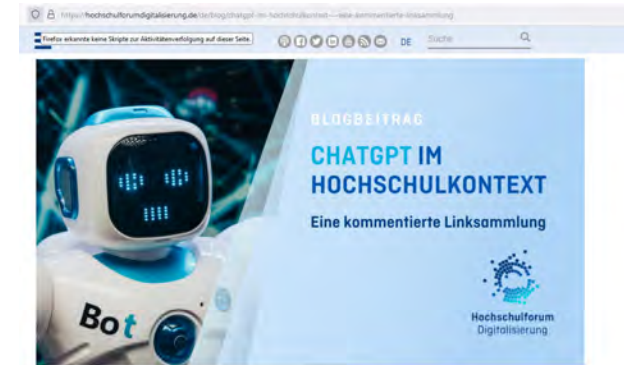 https://hochschulforumdigitalisierung.de/de/blog/chatgpt-im-hochschulkontext-–-eine-kommentierte-linksammlung
Firefox erkannte keine Skripte zur Aktivitätenverfolgung auf dieser Seite.
DE
Suche
BLOGBEITRAG
CHATGPT IM
HOCHSCHULKONTEXT
Eine kommentierte Linksammlung
Hochschulforum
Digitalisierung
Bot